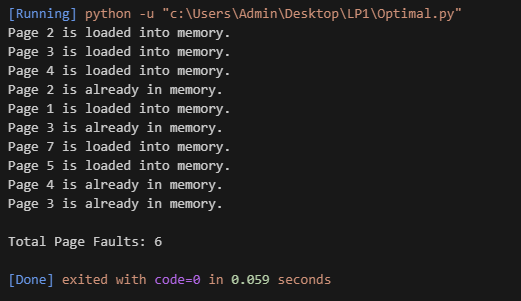 [Running] python -u "c:\Users\Admin\Desktop\LP1\Optimal.py"
Page 2 is loaded into memory.
Page 3 is loaded into memory.
Page 4 is loaded into memory.
Page 2 is already in memory.
Page 1 is loaded into memory.
Page 3 is already in memory.
Page 7 is loaded into memory.
Page 5 is loaded into memory.
Page 4 is already in memory.
Page 3 is already in memory.

Total Page Faults: 6

[Done] exited with code=0 in 0.059 seconds